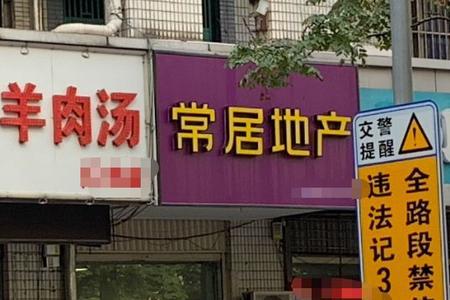 羊肉汤
常居地产
交警
提醒
全路段禁
违法记3